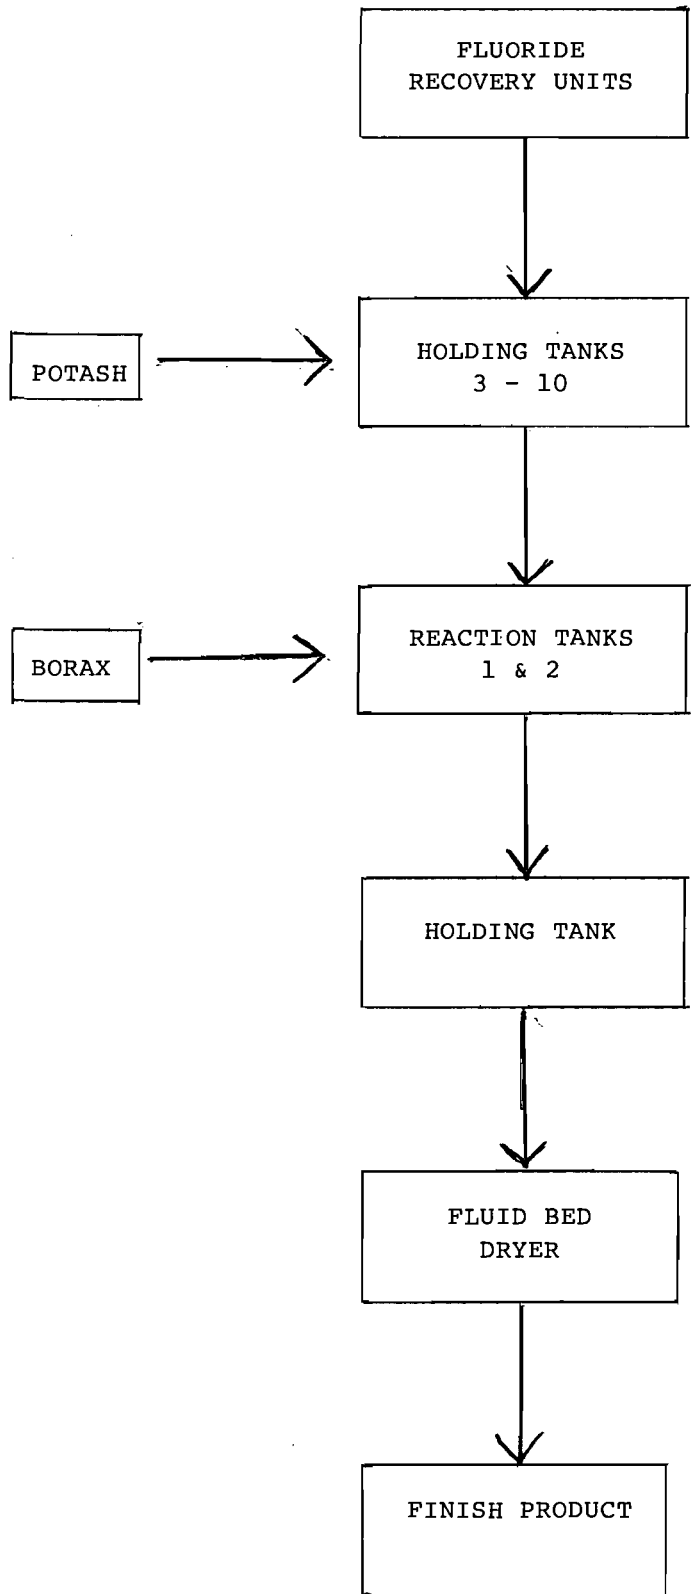 FLUORIDE
RECOVERY UNITS
POTASH
HOLDING TANKS
3 - 10
BORAX
REACTION TANKS
1 & 2
HOLDING TANK
FLUID BED
DRYER
FINISH PRODUCT